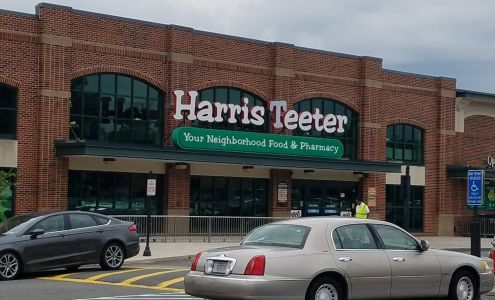 Harris Teeter
Your Neighborhood Food & Pharmacy